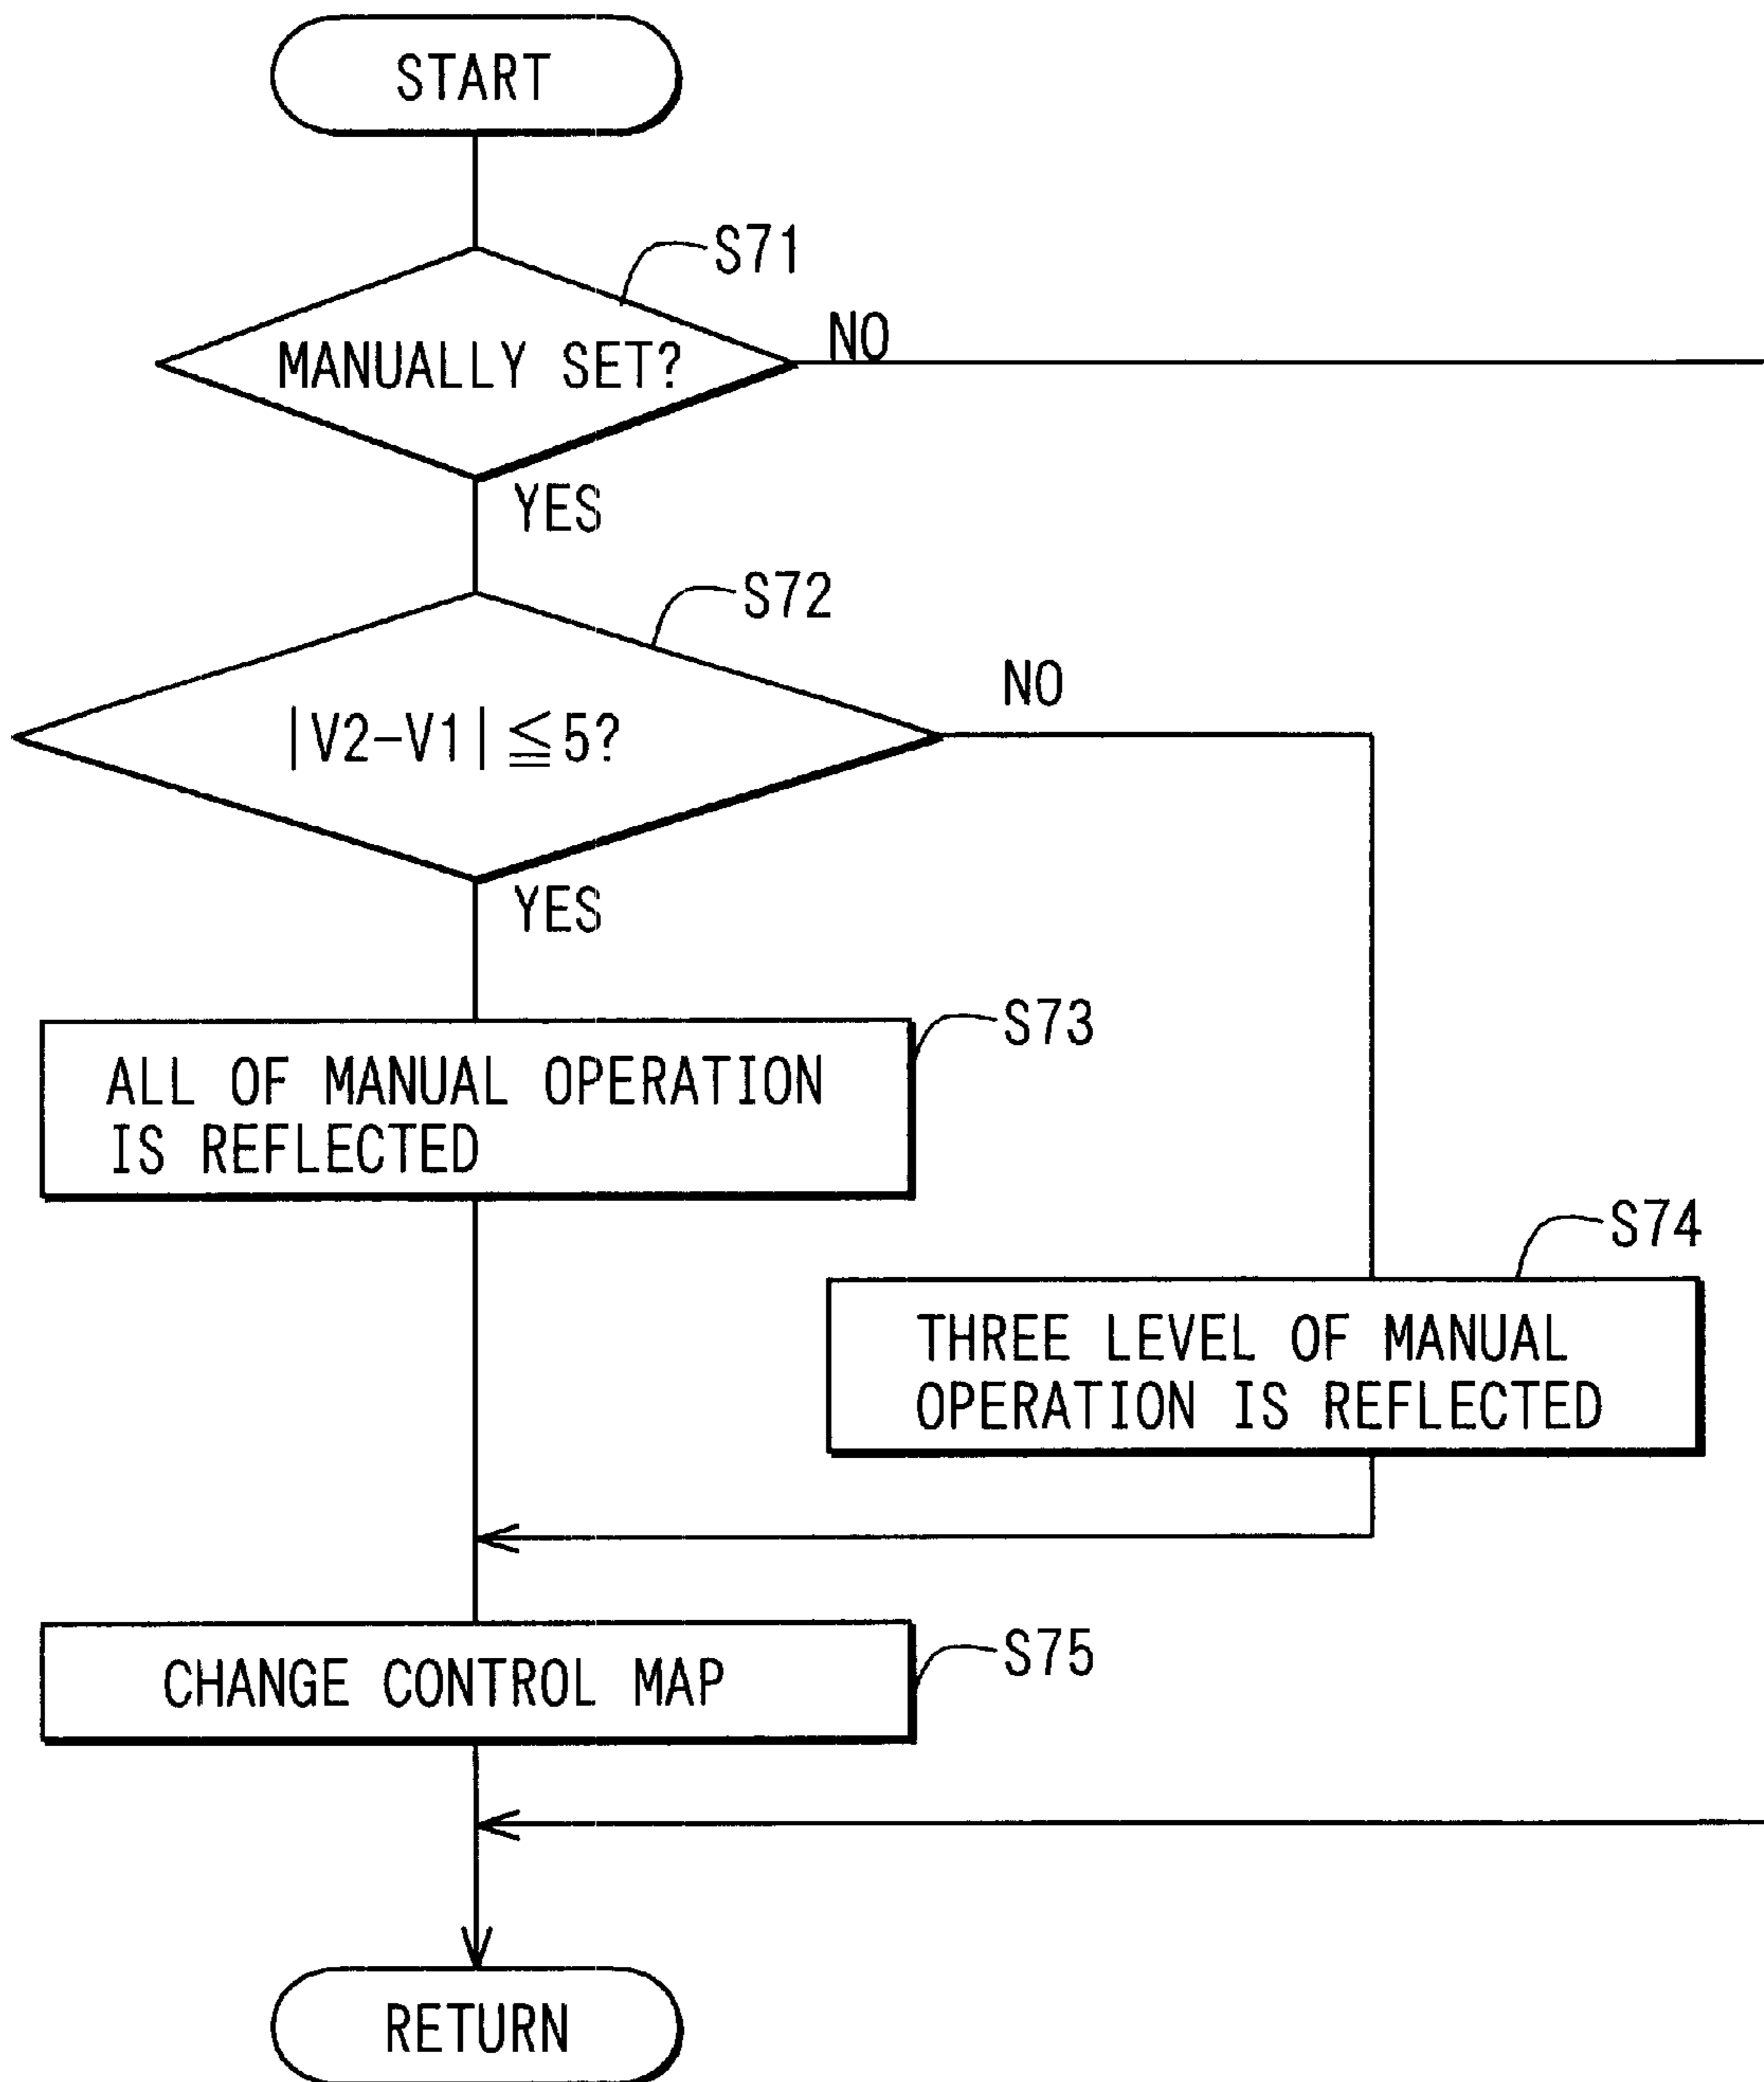 START
S71
MANUALLY SET?
NO
YES
S72
|V2-V1|≦5?
NO
YES
S73
ALL OF MANUAL OPERATION
IS REFLECTED
S74
THREE LEVEL OF MANUAL
OPERATION IS REFLECTED
S75
CHANGE CONTROL MAP
RETURN